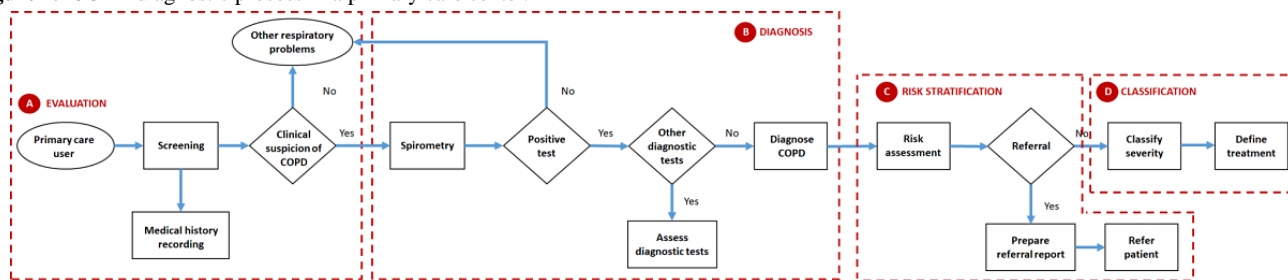 B DIAGNOSIS
Other respiratory
problems
No
No
A EVALUATION
C RISK STRATIFICATION
D CLASSIFICATION
Primary care
user
Screening
Clinical
suspicion of
COPD
Yes
Spirometry
Positive
test
Yes
Other
diagnostic
tests
No
Diagnose
COPD
Risk
assessment
Referral
No
Classify
severity
Define
treatment
Medical history
recording
Yes
Assess
diagnostic tests
Yes
Prepare
referral report
Refer
patient